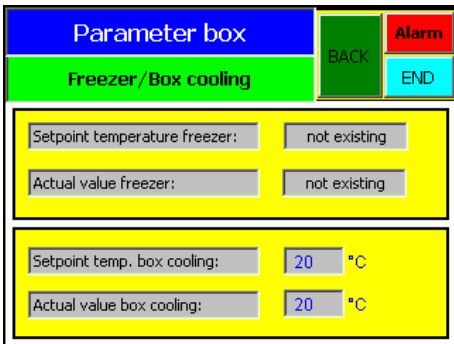 Parameter box
BACK
Alarm
Freezer/Box cooling
END
Setpoint temperature freezer: not existing
Actual value freezer: not existing
Setpoint temp. box cooling: 20 °C
Actual value box cooling: 20 °C